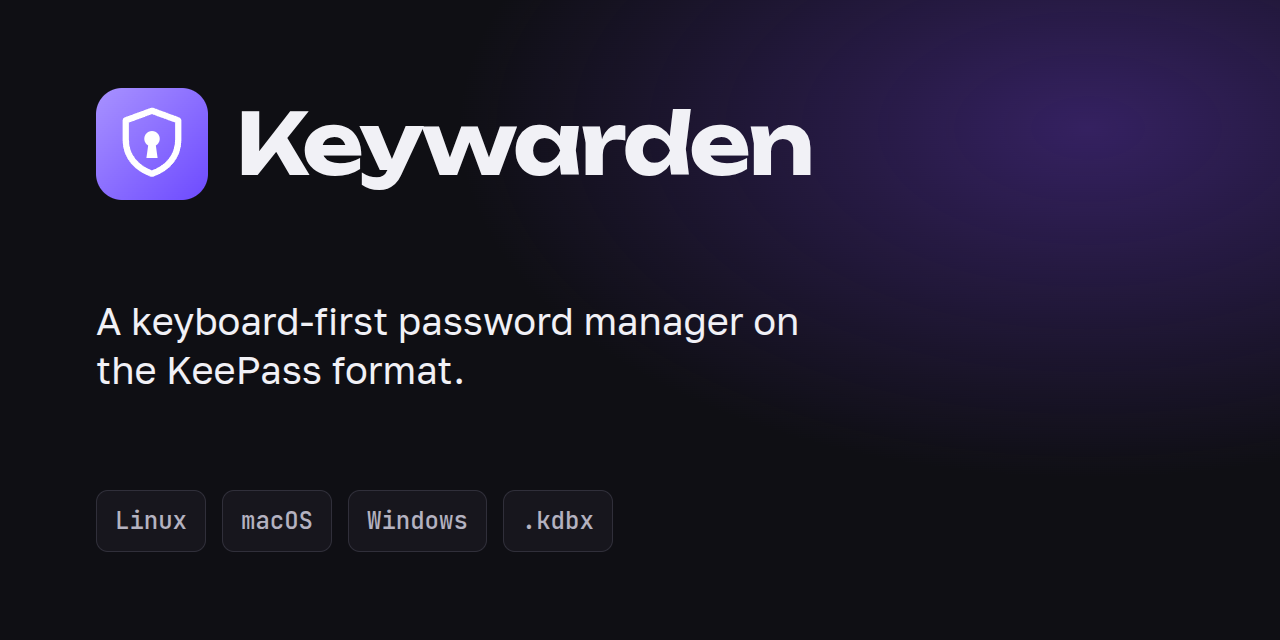 Keywarden
A keyboard-first password manager on
the KeePass format.
Linux macOS Windows .kdbx